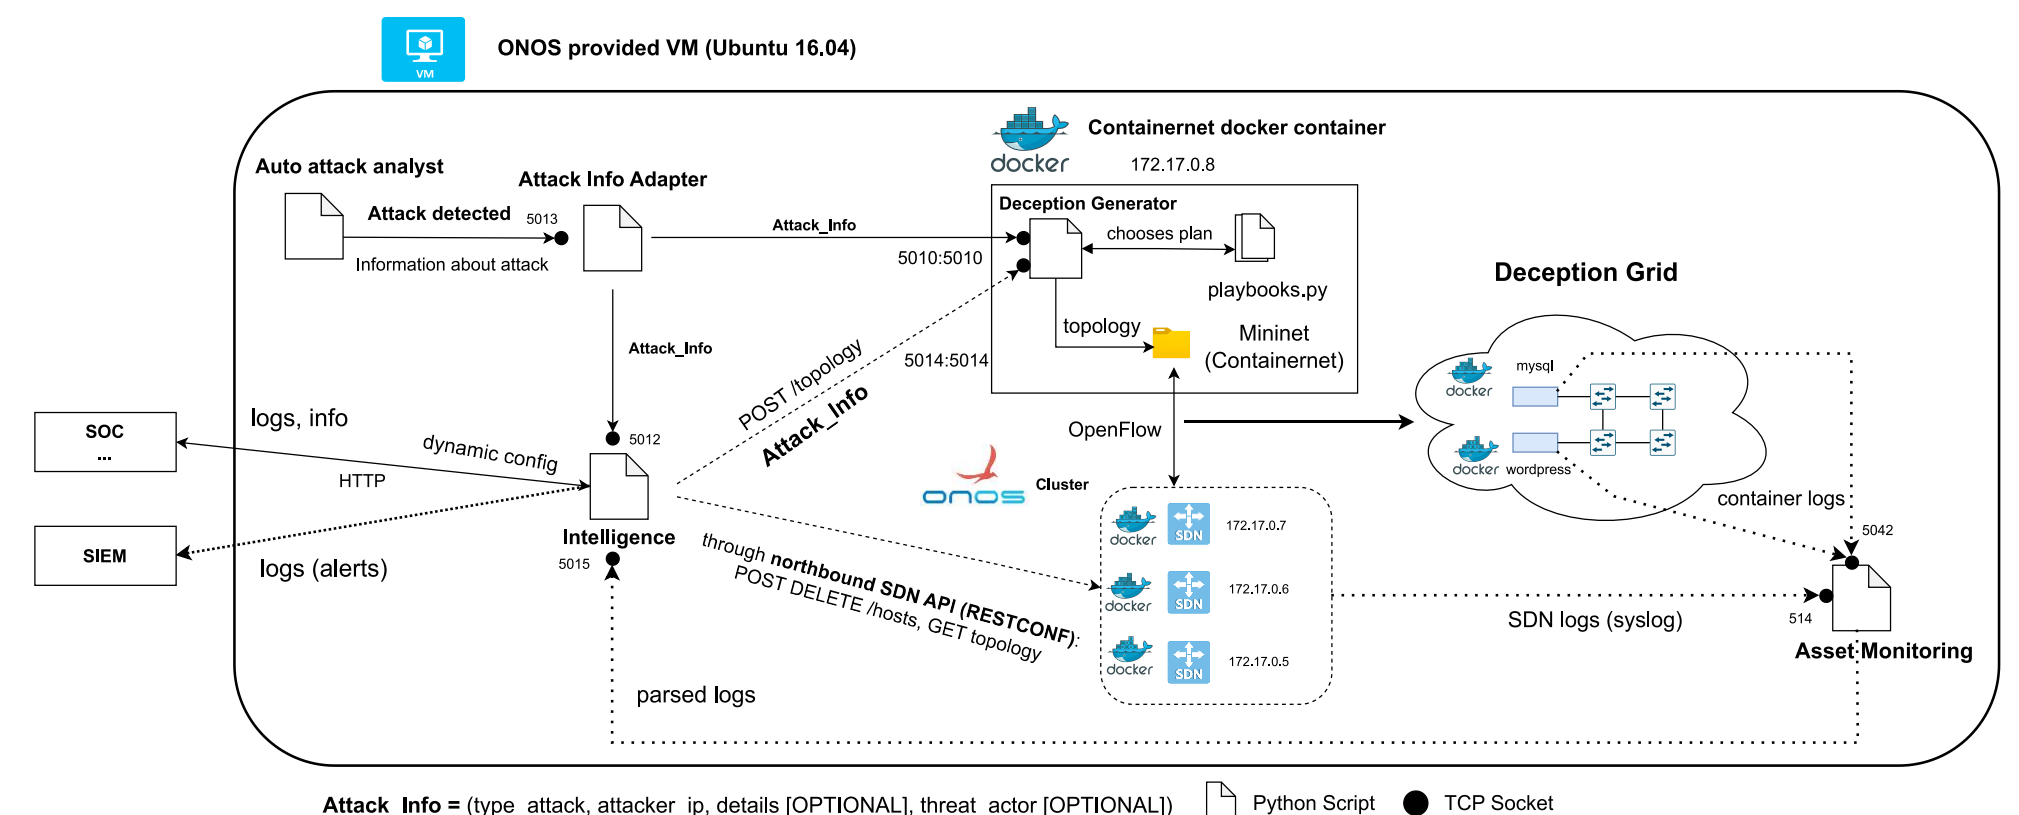 VM
ONOS provided VM (Ubuntu 16.04)
docker
Containernet docker container
172.17.0.8
Auto attack analyst
Attack Info Adapter
Attack detected
5013
Information about attack
Attack_Info
5010:5010
Deception Generator
chooses plan
playbooks.py
topology
Mininet
(Containernet)
5014:5014
Attack_Info
POST /topology
Attack_Info
Deception Grid
docker
mysql
docker
wordpress
container logs
OpenFlow
SOC
...
logs, info
dynamic config
HTTP
5012
SIEM
logs (alerts)
Intelligence
5015
onos
Cluster
docker
SDN
172.17.0.7
docker
SDN
172.17.0.6
docker
SDN
172.17.0.5
through northbound SDN API (RESTCONF):
POST DELETE /hosts, GET topology
SDN logs (syslog)
5042
514
Asset Monitoring
parsed logs
Attack_Info = (type_attack, attacker_ip, details [OPTIONAL], threat_actor [OPTIONAL])
Python Script
TCP Socket